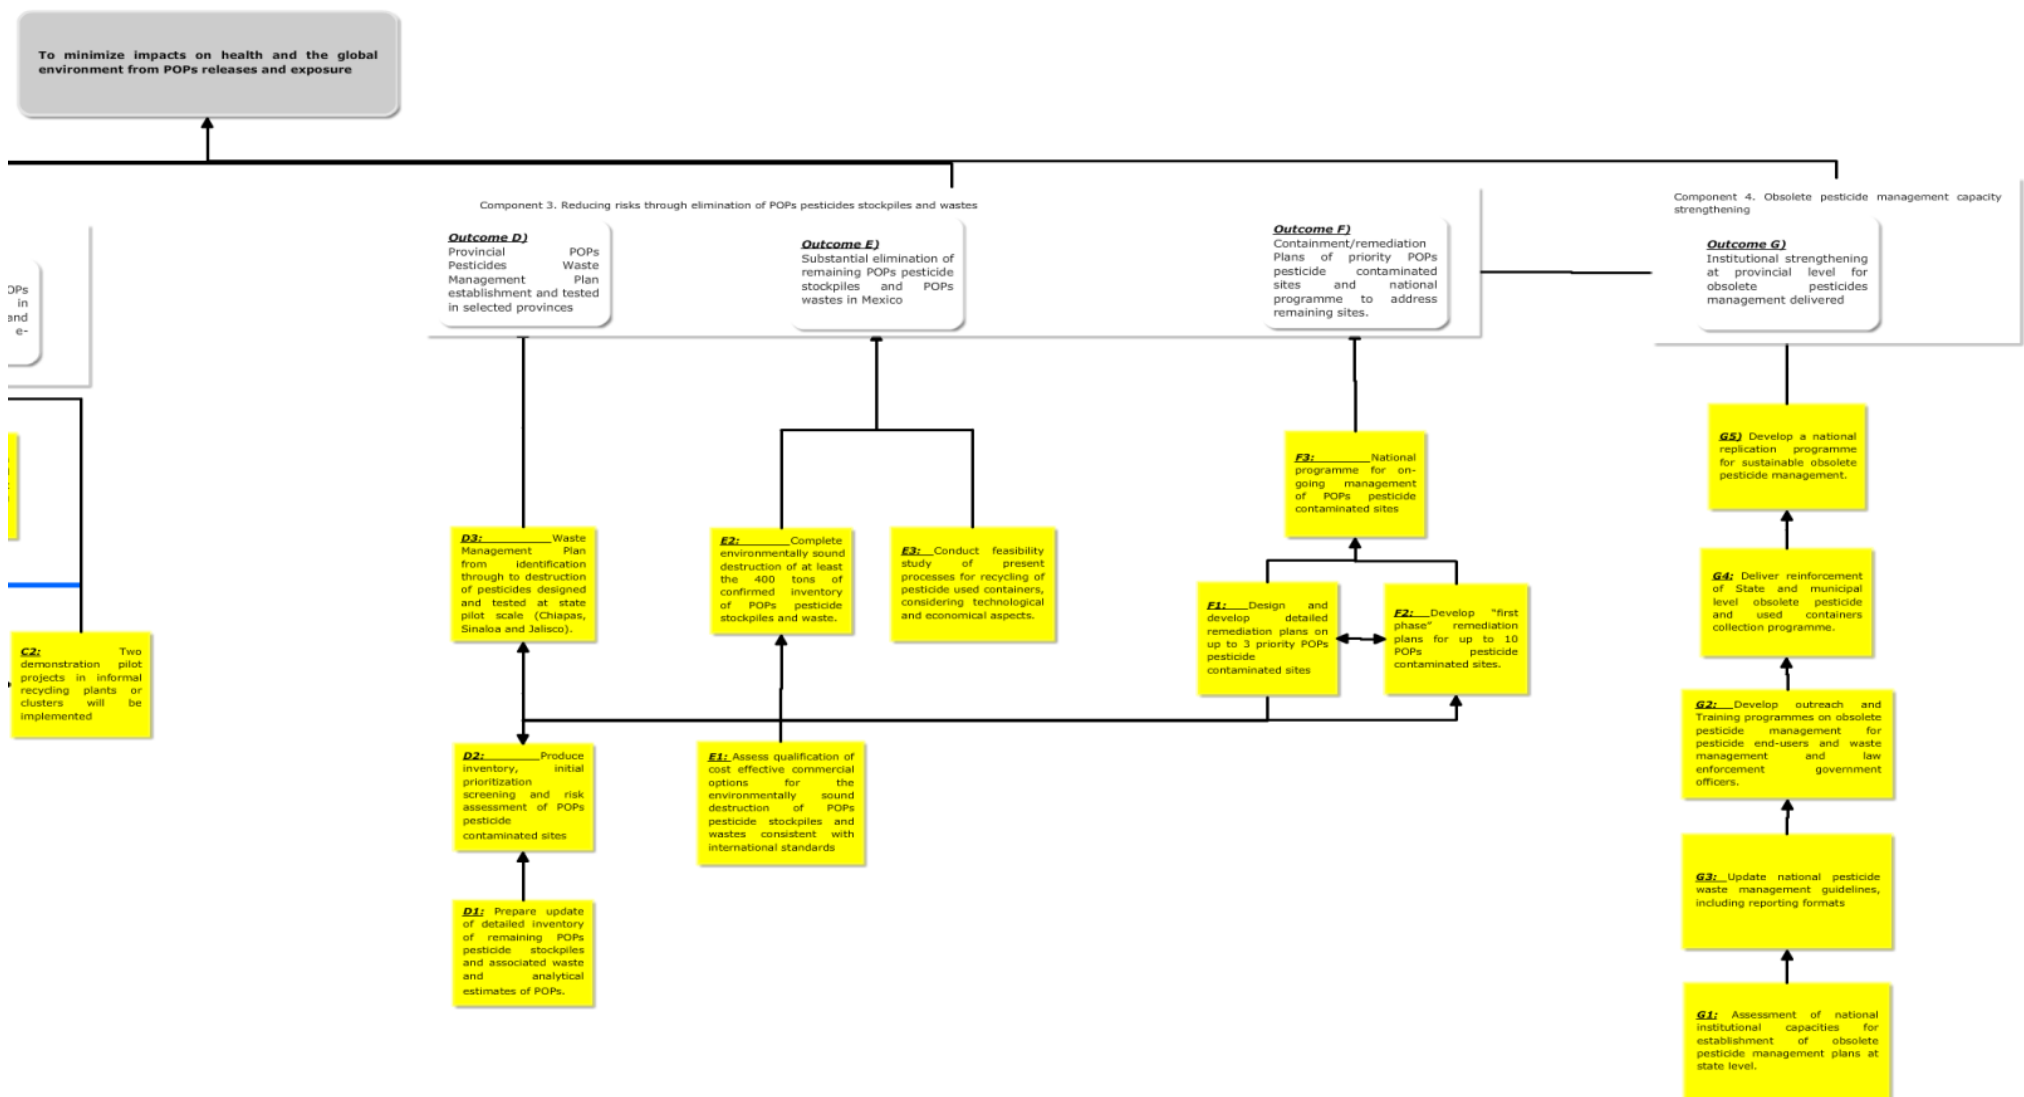 To minimize impacts on health and the global
environment from POPs releases and exposure
Component 3. Reducing risks through elimination of POPs pesticides stockpiles and wastes
Component 4. Obsolete pesticide management capacity
strengthening
OPs
in
and
e-
Outcome D)
Provincial POPs
Pesticides Waste
Management Plan
establishment and tested
in selected provinces
Outcome E)
Substantial elimination of
remaining POPs pesticide
stockpiles and POPs
wastes in Mexico
Outcome F)
Containment/remediation
Plans of priority POPs
pesticide contaminated
sites and national
programme to address
remaining sites.
Outcome G)
Institutional strengthening
at provincial level for
obsolete pesticides
management delivered
C2: Two
demonstration pilot
projects in informal
recycling plants or
clusters will be
implemented
D3: Waste
Management Plan
from identification
through to destruction
of pesticides designed
and tested at state
pilot scale (Chiapas,
Sinaloa and Jalisco).
D2: Produce
inventory, initial
prioritization
screening and risk
assessment of POPs
pesticide
contaminated sites
D1: Prepare update
of detailed inventory
of remaining POPs
pesticide stockpiles
and associated waste
and analytical
estimates of POPs.
E2: Complete
environmentally sound
destruction of at least
the 400 tons of
confirmed inventory
of POPs pesticide
stockpiles and waste.
E3: Conduct feasibility
study of present
processes for recycling of
pesticide used containers,
considering technological
and economical aspects.
E1: Assess qualification of
cost effective commercial
options for the
environmentally sound
destruction of POPs
pesticide stockpiles and
wastes consistent with
international standards
F3: National
programme for on-
going management
of POPs pesticide
contaminated sites
F1: Design and
develop detailed
remediation plans on
up to 3 priority POPs
pesticide
contaminated sites
F2: Develop “first
phase” remediation
plans for up to 10
POPs pesticide
contaminated sites.
G5) Develop a national
replication programme
for sustainable obsolete
pesticide management.
G4: Deliver reinforcement
of State and municipal
level obsolete pesticide
and used containers
collection programme.
G2: Develop outreach and
Training programmes on obsolete
pesticide management for
pesticide end-users and waste
management and law
enforcement government
officers.
G3: Update national pesticide
waste management guidelines,
including reporting formats
G1: Assessment of national
institutional capacities for
establishment of obsolete
pesticide management plans at
state level.